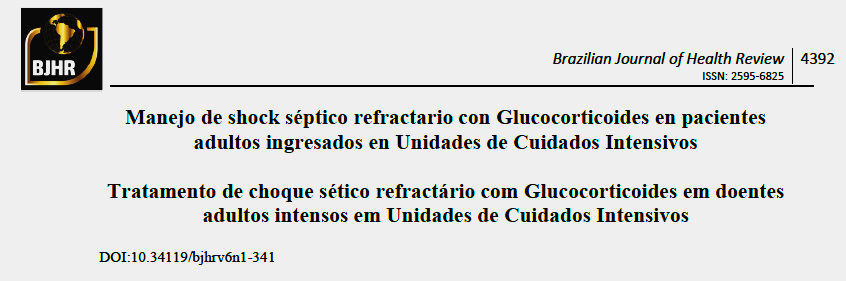 BJHR
Brazilian Journal of Health Review 4392
ISSN: 2595-6825
Manejo de shock séptico refractario con Glucocorticoides en pacientes
adultos ingresados en Unidades de Cuidados Intensivos
Tratamento de choque sético refractário com Glucocorticoides em doentes
adultos intensos em Unidades de Cuidados Intensivos
DOI:10.34119/bjhrv6n1-341